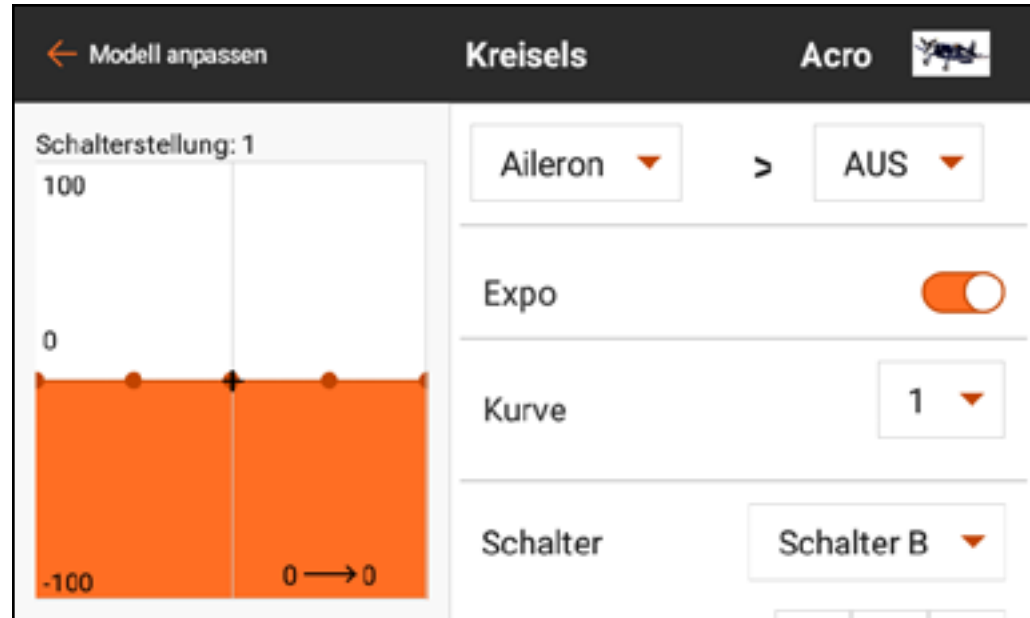 ← Modell anpassen
Kreisels
Acro
Schalterstellung: 1
100
0
-100
0 → 0
Aileron > AUS
Expo
Kurve 1
Schalter Schalter B